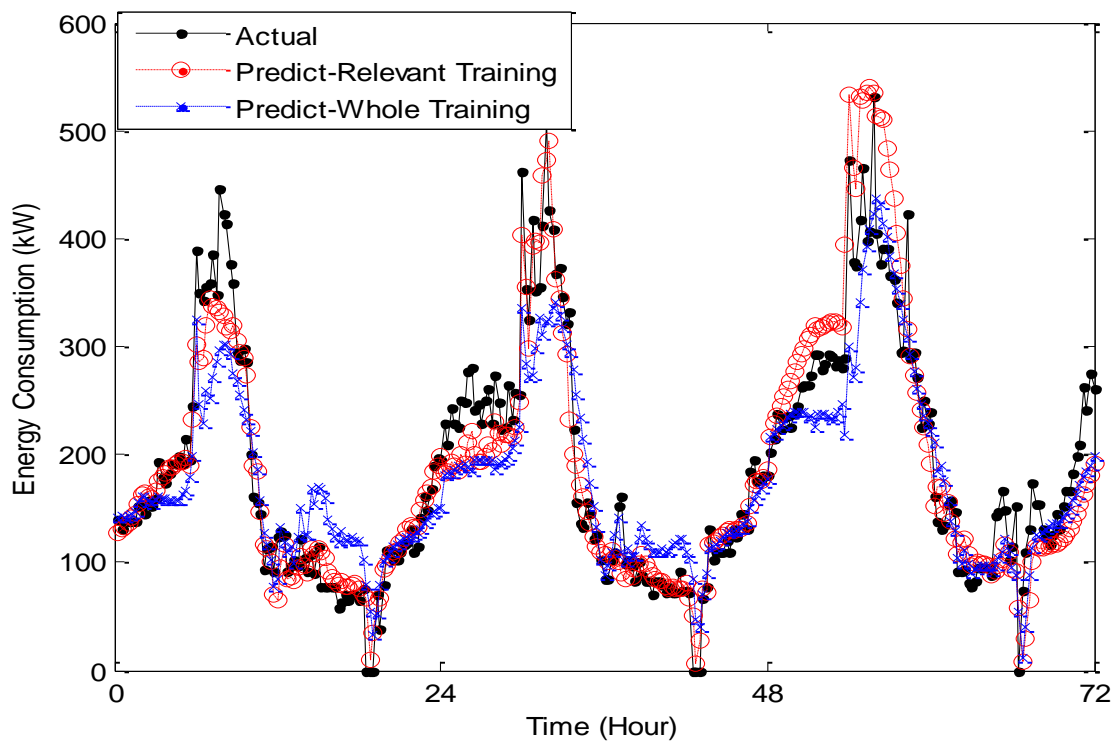 600
500
400
300
200
100
0
Energy Consumption (kW)
Actual
Predict-Relevant Training
Predict-Whole Training
0 24 48 72
Time (Hour)